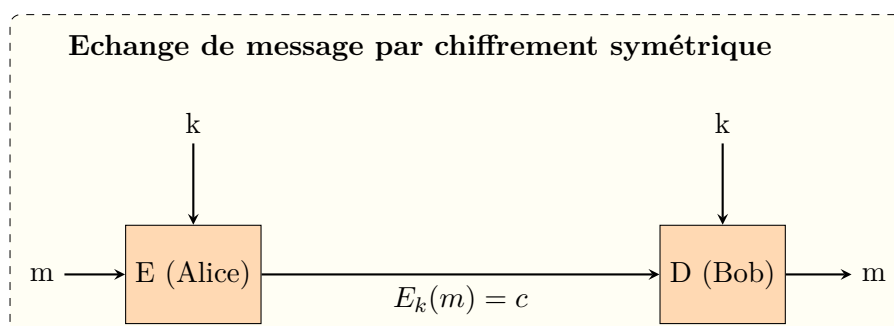 Echange de message par chiffrement symétrique
k k
m E (Alice) D (Bob) m
E_k(m) = c